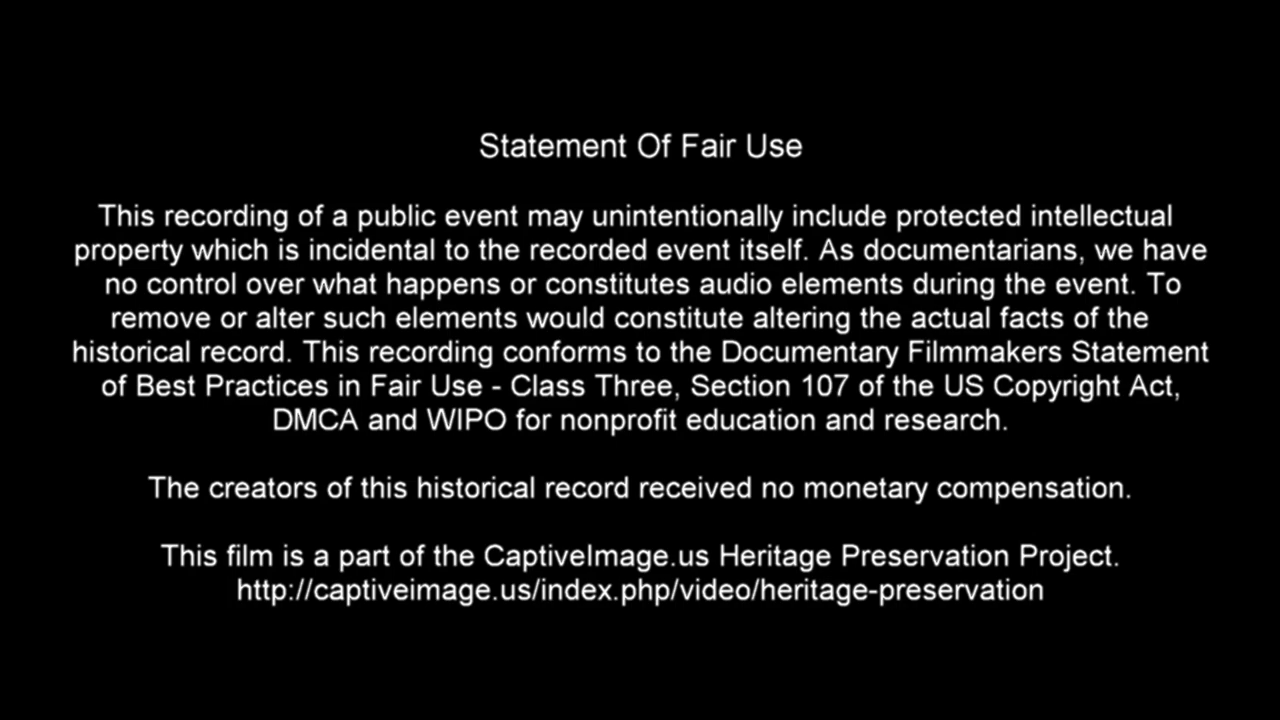 Statement Of Fair Use
This recording of a public event may unintentionally include protected intellectual
property which is incidental to the recorded event itself. As documentarians, we have
no control over what happens or constitutes audio elements during the event. To
remove or alter such elements would constitute altering the actual facts of the
historical record. This recording conforms to the Documentary Filmmakers Statement
of Best Practices in Fair Use - Class Three, Section 107 of the US Copyright Act,
DMCA and WIPO for nonprofit education and research.
The creators of this historical record received no monetary compensation.
This film is a part of the CaptiveImage.us Heritage Preservation Project.
http://captiveimage.us/index.php/video/heritage-preservation